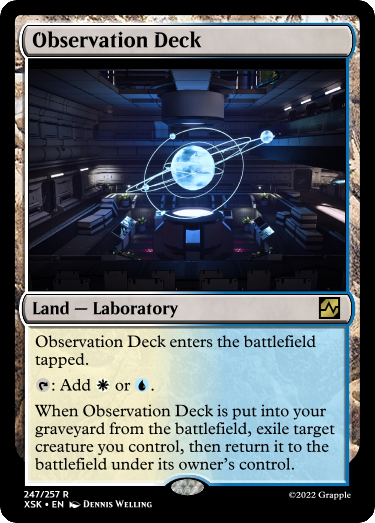 Observation Deck
Land — Laboratory
Observation Deck enters the battlefield
tapped.
: Add or .
When Observation Deck is put into your
graveyard from the battlefield, exile target
creature you control, then return it to the
battlefield under its owner's control.
247/257 R
XSK • EN Dennis Welling
©2022 Grapple